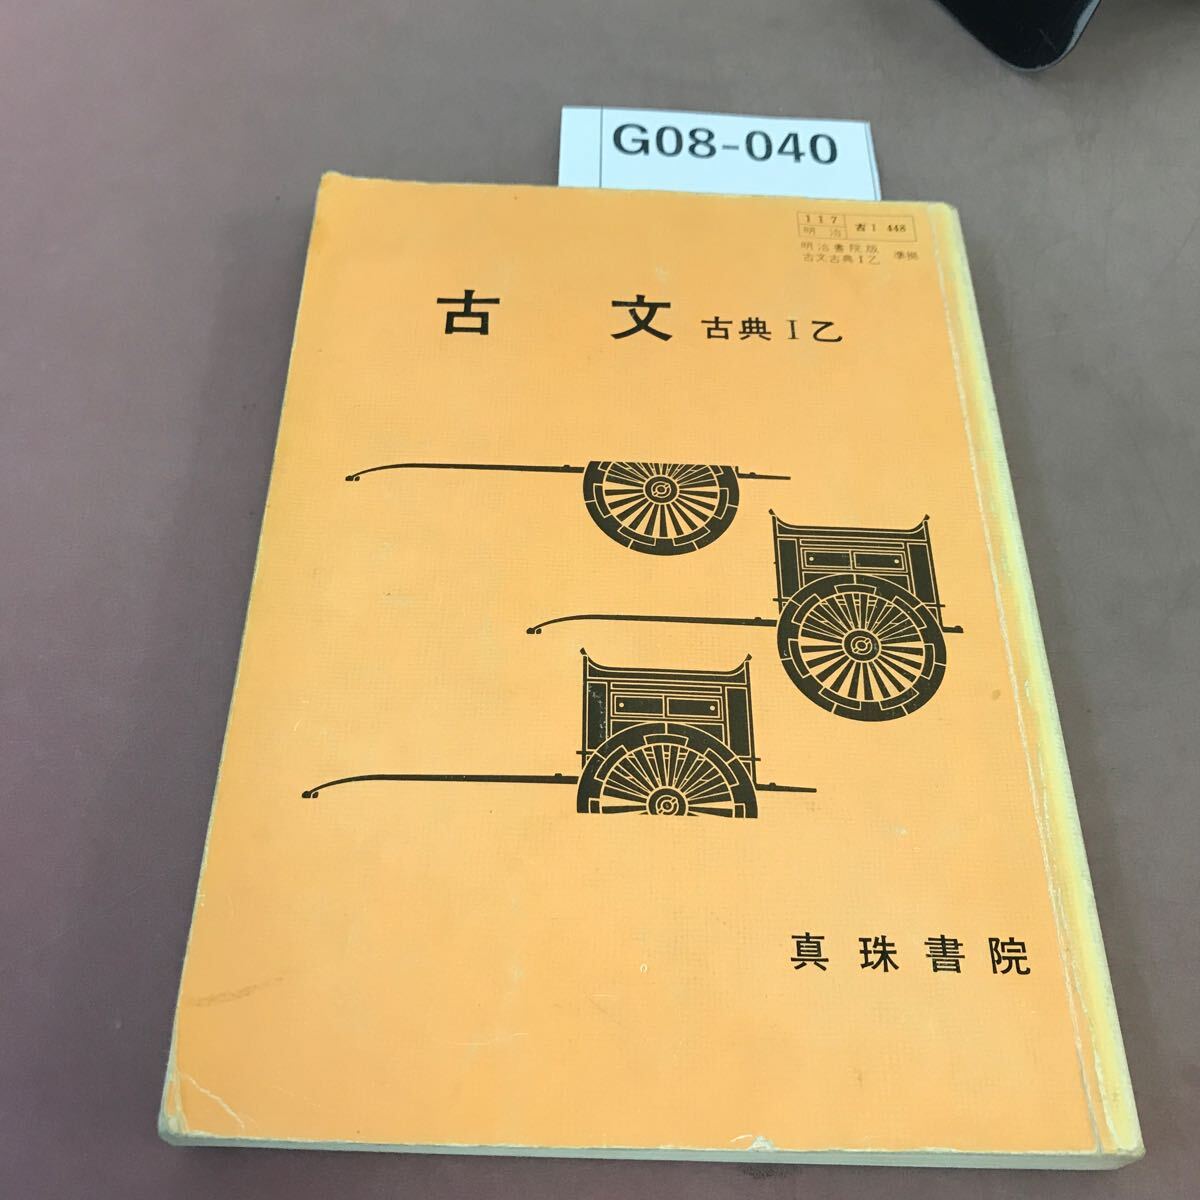 G08-040
117 古I 448
明治
明治書院版
古文古典I乙 準拠
古文 古典I乙
真珠書院